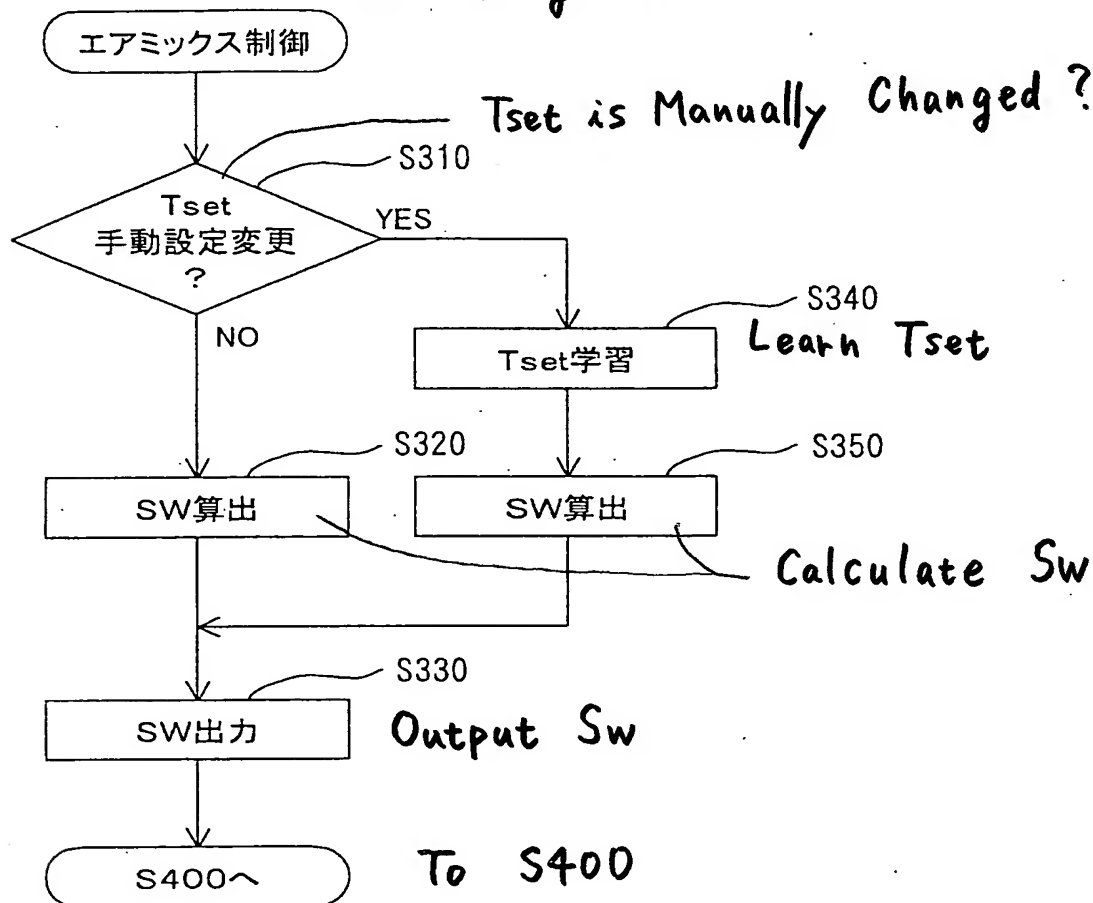 エアミックス制御
Tset is Manually Changed ?
S310
Tset
手動設定変更
?
YES
NO
S340
Tset学習
Learn Tset
S320
SW算出
S350
SW算出
Calculate Sw
S330
SW出力
Output Sw
S400へ
To S400